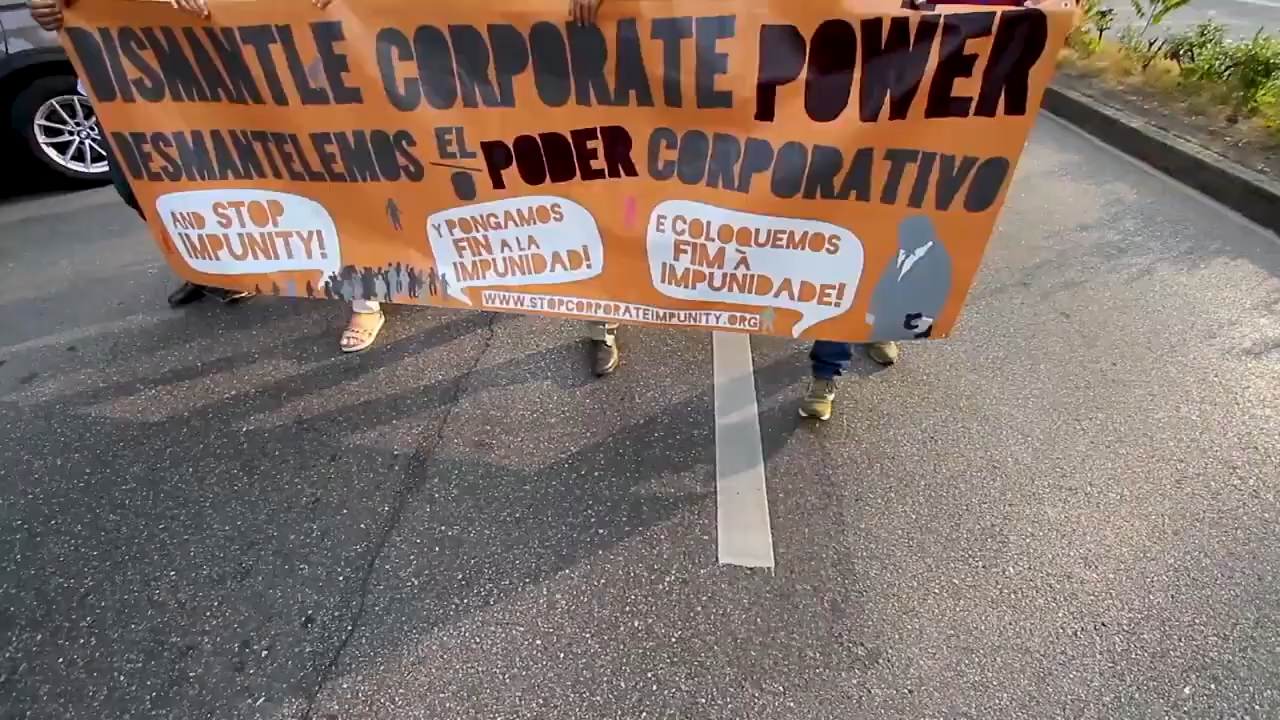 DISMANTLE CORPORATE POWER
DESMANTELEMOS EL/O PODER CORPORATIVO
AND STOP
IMPUNITY!
Y PONGAMOS
FIN A LA
IMPUNIDAD!
E COLOQUEMOS
FIM À
IMPUNIDADE!
WWW.STOPCORPORATEIMPUNITY.ORG